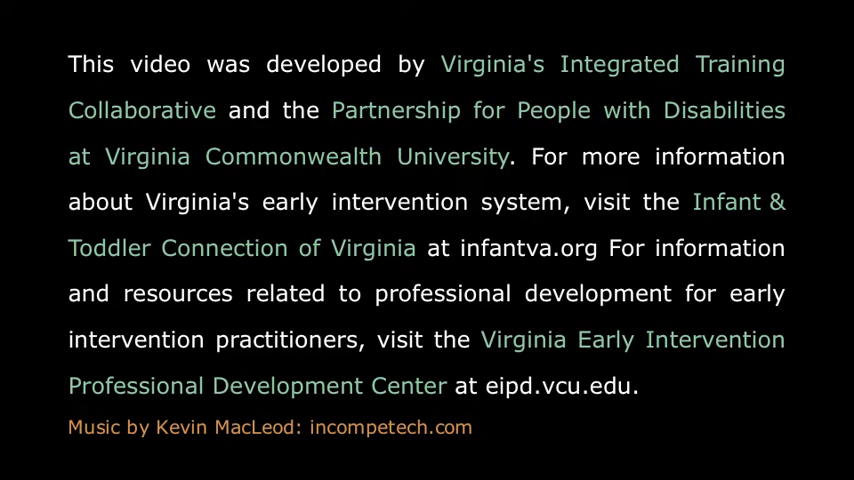 This video was developed by Virginia's Integrated Training
Collaborative and the Partnership for People with Disabilities
at Virginia Commonwealth University. For more information
about Virginia's early intervention system, visit the Infant &
Toddler Connection of Virginia at infantva.org For information
and resources related to professional development for early
intervention practitioners, visit the Virginia Early Intervention
Professional Development Center at eipd.vcu.edu.
Music by Kevin MacLeod: incompetech.com